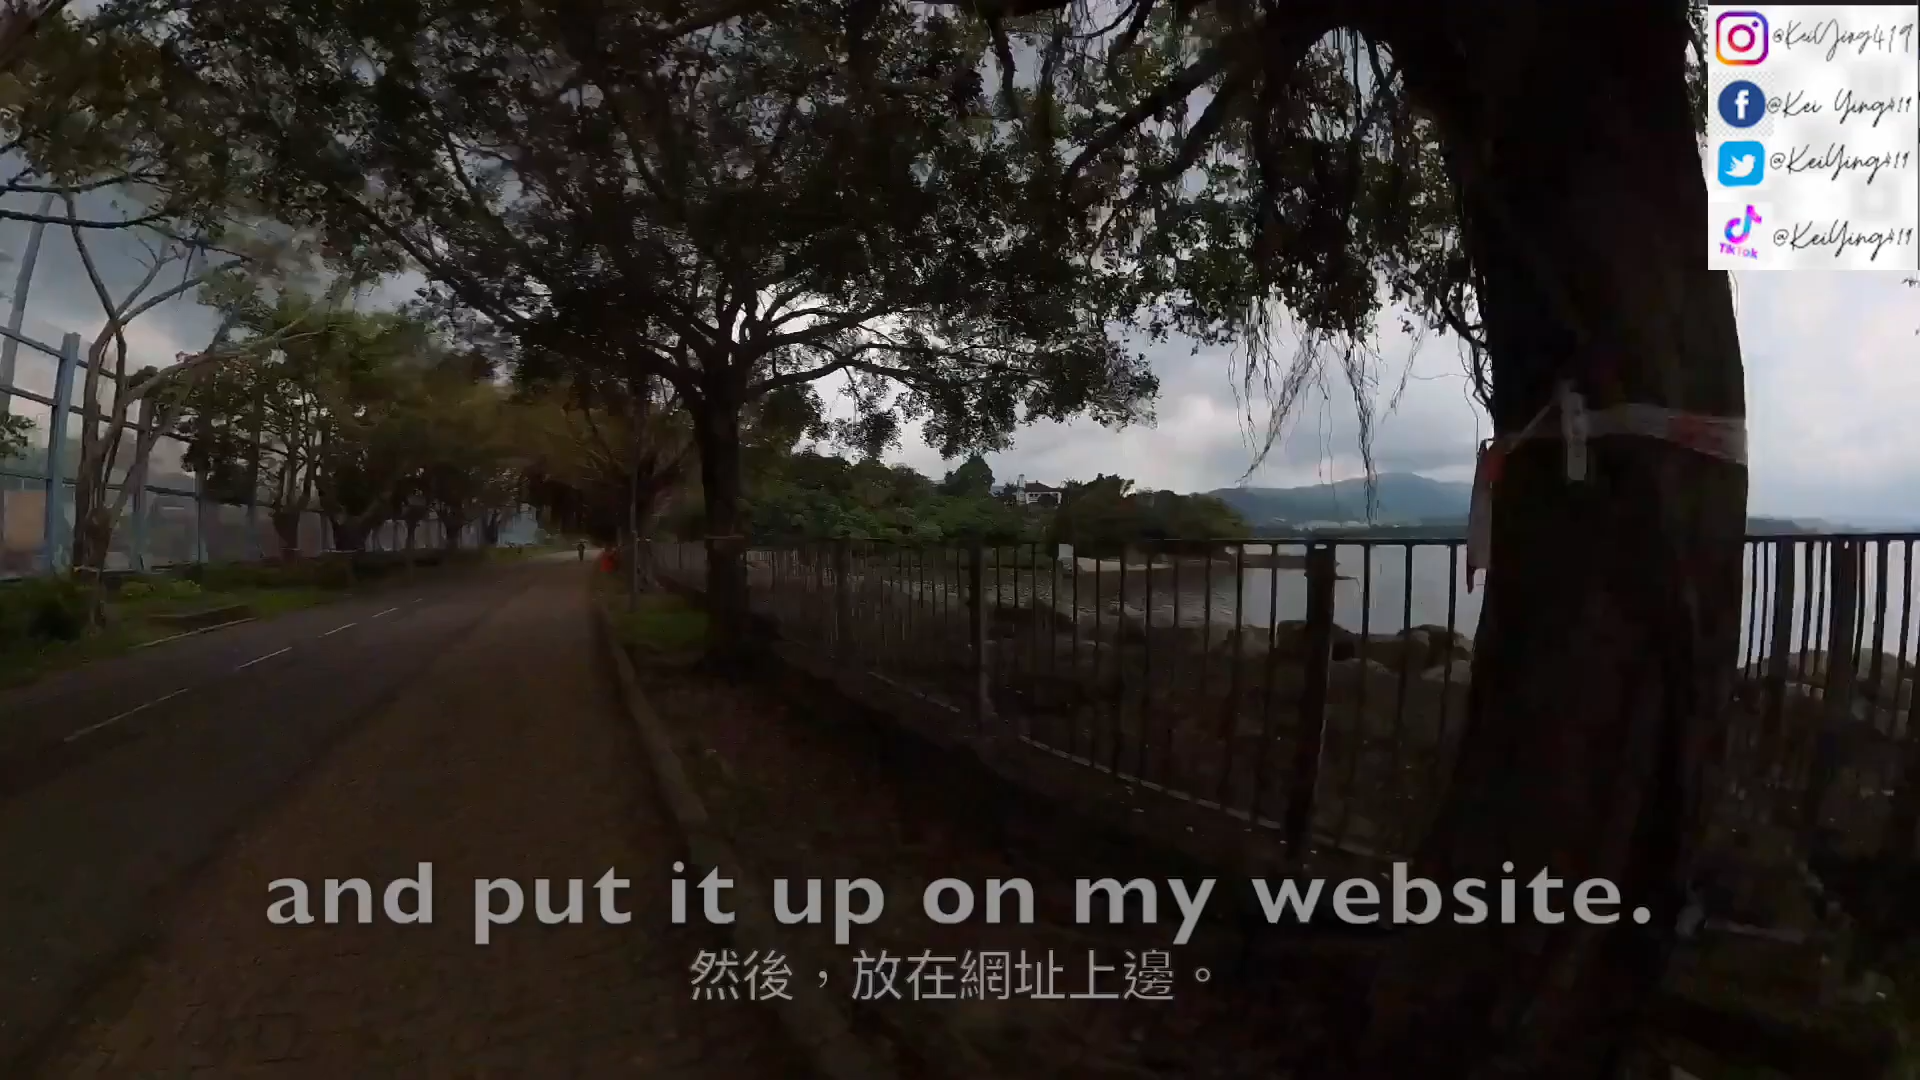 @KeiYing419
@Kei Ying419
@KeiYing419
TikTok @KeiYing419
and put it up on my website.
然後，放在網址上邊。